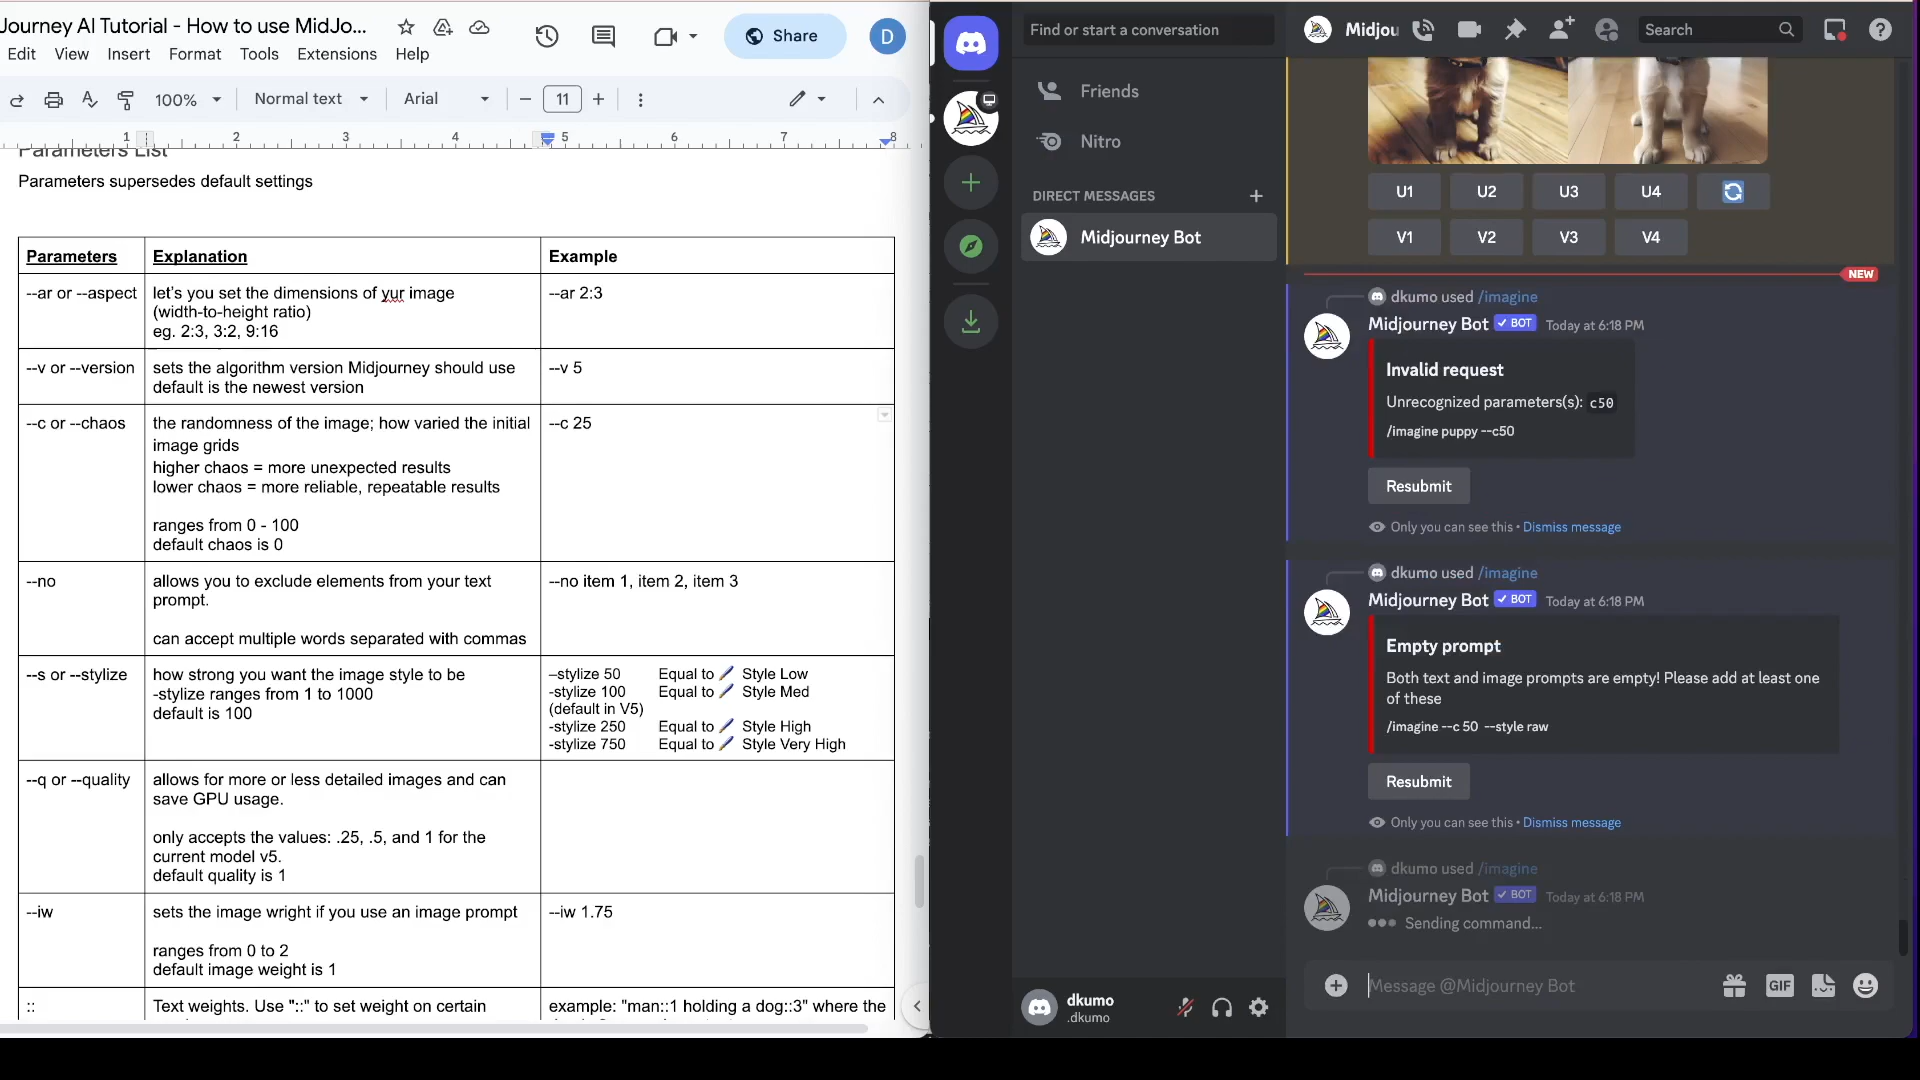 Journey AI Tutorial - How to use MidJo...
Share
D
Edit View Insert Format Tools Extensions Help
100% Normal text Arial 11
1 2 3 4 5 6 7 8
Parameters List
Parameters supersedes default settings
Parameters Explanation Example
--ar or --aspect let's you set the dimensions of yur image --ar 2:3
(width-to-height ratio)
eg. 2:3, 3:2, 9:16
--v or --version sets the algorithm version Midjourney should use --v 5
default is the newest version
--c or --chaos the randomness of the image; how varied the initial --c 25
image grids
higher chaos = more unexpected results
lower chaos = more reliable, repeatable results
ranges from 0 - 100
default chaos is 0
--no allows you to exclude elements from your text --no item 1, item 2, item 3
prompt.
can accept multiple words separated with commas
--s or --stylize how strong you want the image style to be
-stylize ranges from 1 to 1000
default is 100
–stylize 50 Equal to 🖌 Style Low
-stylize 100 Equal to 🖌 Style Med
(default in V5)
-stylize 250 Equal to 🖌 Style High
-stylize 750 Equal to 🖌 Style Very High
--q or --quality allows for more or less detailed images and can
save GPU usage.
only accepts the values: .25, .5, and 1 for the
current model v5.
default quality is 1
--iw sets the image wright if you use an image prompt --iw 1.75
ranges from 0 to 2
default image weight is 1
:: Text weights. Use "::" to set weight on certain example: "man::1 holding a dog::3" where the
Find or start a conversation
Friends
Nitro
DIRECT MESSAGES
Midjourney Bot
dkumo
.dkumo
Midjou
Search
U1 U2 U3 U4
V1 V2 V3 V4
NEW
dkumo used /imagine
Midjourney Bot ✓ BOT Today at 6:18 PM
Invalid request
Unrecognized parameters(s): c50
/imagine puppy --c50
Resubmit
Only you can see this • Dismiss message
dkumo used /imagine
Midjourney Bot ✓ BOT Today at 6:18 PM
Empty prompt
Both text and image prompts are empty! Please add at least one
of these
/imagine --c 50 --style raw
Resubmit
Only you can see this • Dismiss message
dkumo used /imagine
Midjourney Bot ✓ BOT Today at 6:18 PM
Sending command...
Message @Midjourney Bot
GIF